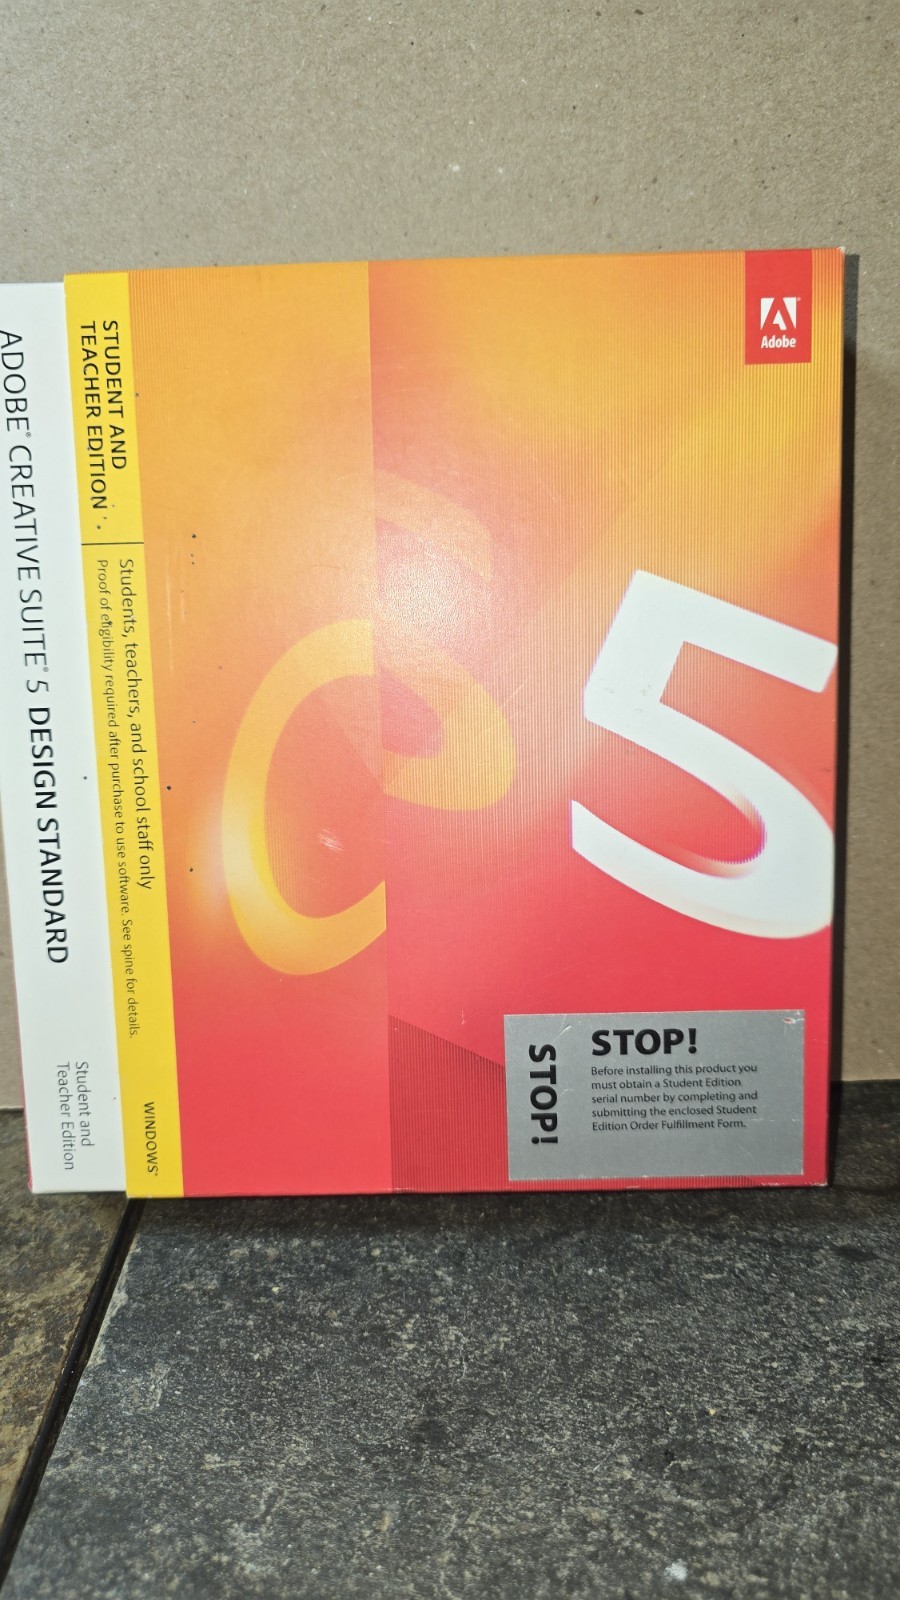 ADOBE® CREATIVE SUITE® 5 DESIGN STANDARD
Student and
Teacher Edition
STUDENT AND
TEACHER EDITION
Students, teachers, and school staff only
Proof of eligibility required after purchase to use software. See spine for details.
WINDOWS®
Adobe
5
STOP!
STOP!
Before installing this product you
must obtain a Student Edition
serial number by completing and
submitting the enclosed Student
Edition Order Fulfillment Form.